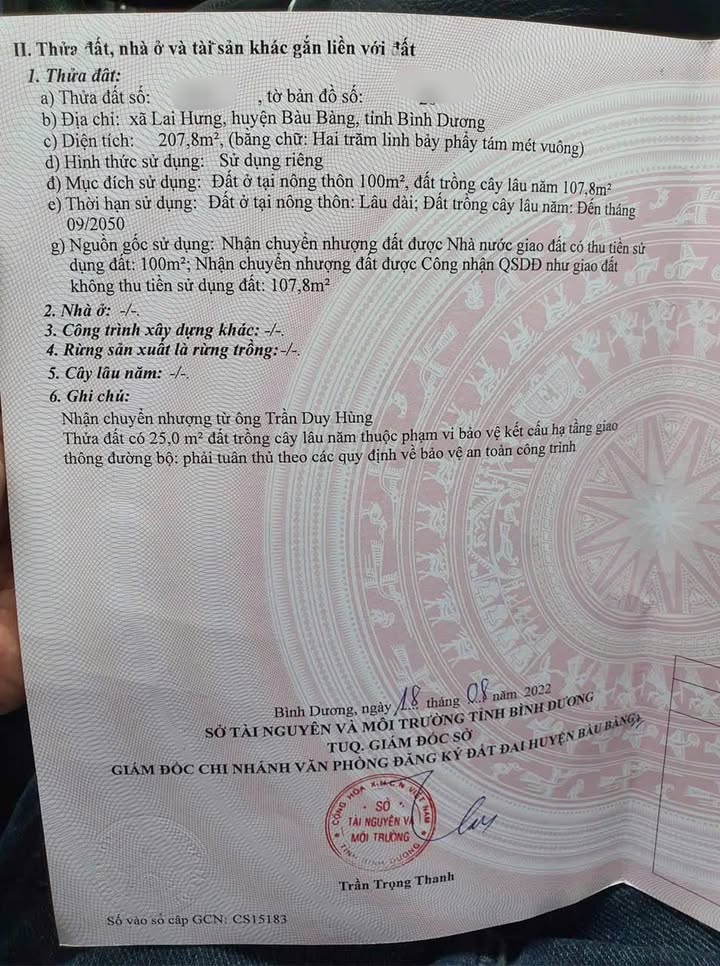 II. Thửa đất, nhà ở và tài sản khác gắn liền với đất
1. Thửa đất:
a) Thửa đất số: , tờ bản đồ số:
b) Địa chỉ: xã Lai Hưng, huyện Bàu Bàng, tỉnh Bình Dương
c) Diện tích: 207,8m², (bằng chữ: Hai trăm linh bảy phẩy tám mét vuông)
d) Hình thức sử dụng: Sử dụng riêng
đ) Mục đích sử dụng: Đất ở tại nông thôn 100m², đất trồng cây lâu năm 107,8m²
e) Thời hạn sử dụng: Đất ở tại nông thôn: Lâu dài; Đất trồng cây lâu năm: Đến tháng
09/2050
g) Nguồn gốc sử dụng: Nhận chuyển nhượng đất được Nhà nước giao đất có thu tiền sử
dụng đất: 100m²; Nhận chuyển nhượng đất được Công nhận QSDĐ như giao đất
không thu tiền sử dụng đất: 107,8m²
2. Nhà ở: -/-.
3. Công trình xây dựng khác: -/-.
4. Rừng sản xuất là rừng trồng: -/-.
5. Cây lâu năm: -/-.
6. Ghi chú:
Nhận chuyển nhượng từ ông Trần Duy Hùng
Thửa đất có 25,0 m² đất trồng cây lâu năm thuộc phạm vi bảo vệ kết cấu hạ tầng giao
thông đường bộ: phải tuân thủ theo các quy định về bảo vệ an toàn công trình
Bình Dương, ngày 18 tháng 08 năm 2022
SỞ TÀI NGUYÊN VÀ MÔI TRƯỜNG TỈNH BÌNH DƯƠNG
TUQ. GIÁM ĐỐC SỞ
GIÁM ĐỐC CHI NHÁNH VĂN PHÒNG ĐĂNG KÝ ĐẤT ĐAI HUYỆN BÀU BÀNG
CỘNG HÒA X.H.C.N VIỆT NAM
SỞ
TÀI NGUYÊN VÀ
MÔI TRƯỜNG
TỈNH BÌNH DƯƠNG
Trần Trọng Thanh
Số vào sổ cấp GCN: CS15183